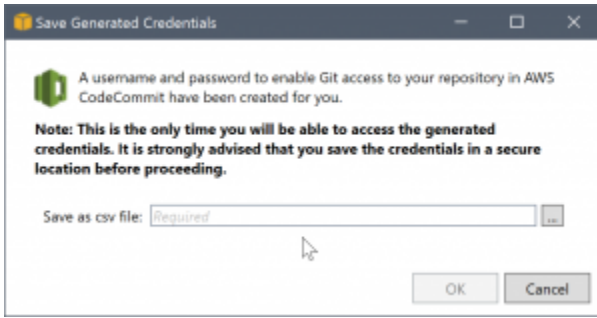 Save Generated Credentials
A username and password to enable Git access to your repository in AWS
CodeCommit have been created for you.
Note: This is the only time you will be able to access the generated
credentials. It is strongly advised that you save the credentials in a secure
location before proceeding.
Save as csv file: Required ...
OK Cancel